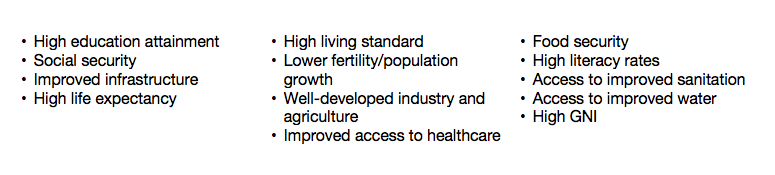 • High education attainment
• Social security
• Improved infrastructure
• High life expectancy
• High living standard
• Lower fertility/population
growth
• Well-developed industry and
agriculture
• Improved access to healthcare
• Food security
• High literacy rates
• Access to improved sanitation
• Access to improved water
• High GNI